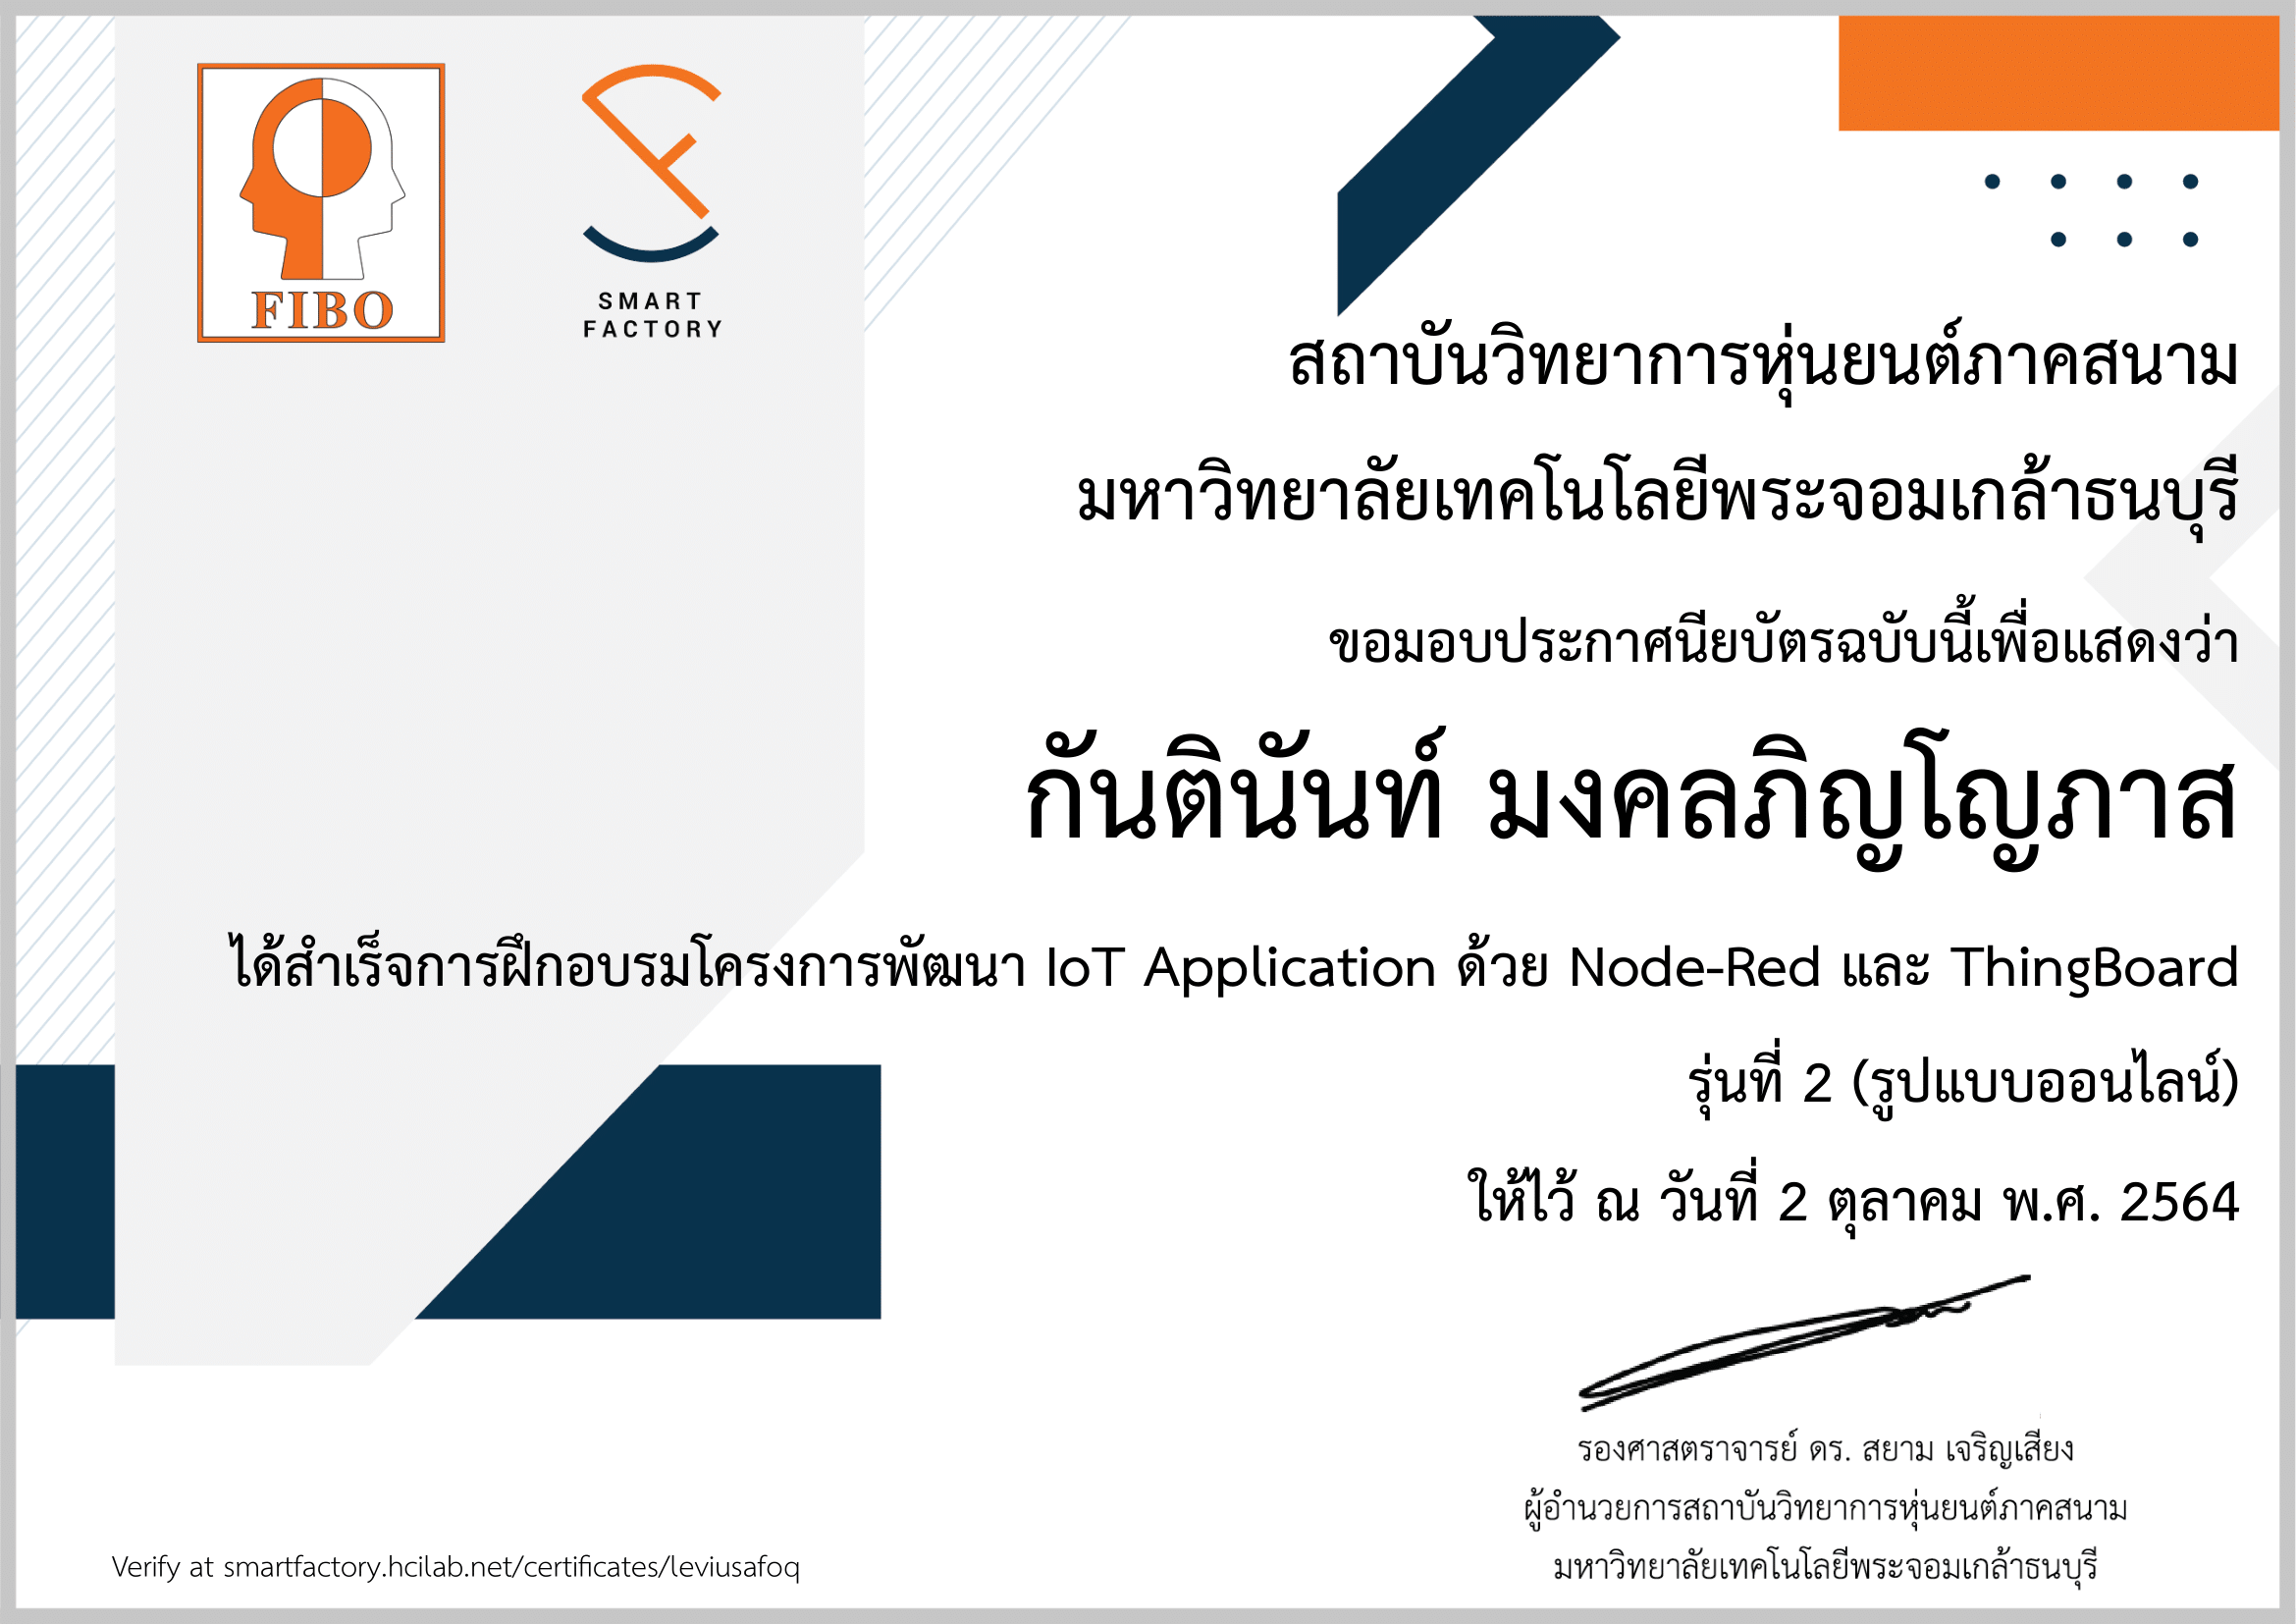 FIBO
SMART
FACTORY
สถาบันวิทยาการหุ่นยนต์ภาคสนาม
มหาวิทยาลัยเทคโนโลยีพระจอมเกล้าธนบุรี
ขอมอบประกาศนียบัตรฉบับนี้เพื่อแสดงว่า
กันตินันท์ มงคลภิญโญภาส
ได้สำเร็จการฝึกอบรมโครงการพัฒนา IoT Application ด้วย Node-Red และ ThingBoard
รุ่นที่ 2 (รูปแบบออนไลน์)
ให้ไว้ ณ วันที่ 2 ตุลาคม พ.ศ. 2564
รองศาสตราจารย์ ดร. สยาม เจริญเสียง
ผู้อำนวยการสถาบันวิทยาการหุ่นยนต์ภาคสนาม
มหาวิทยาลัยเทคโนโลยีพระจอมเกล้าธนบุรี
Verify at smartfactory.hcilab.net/certificates/leviusafoq